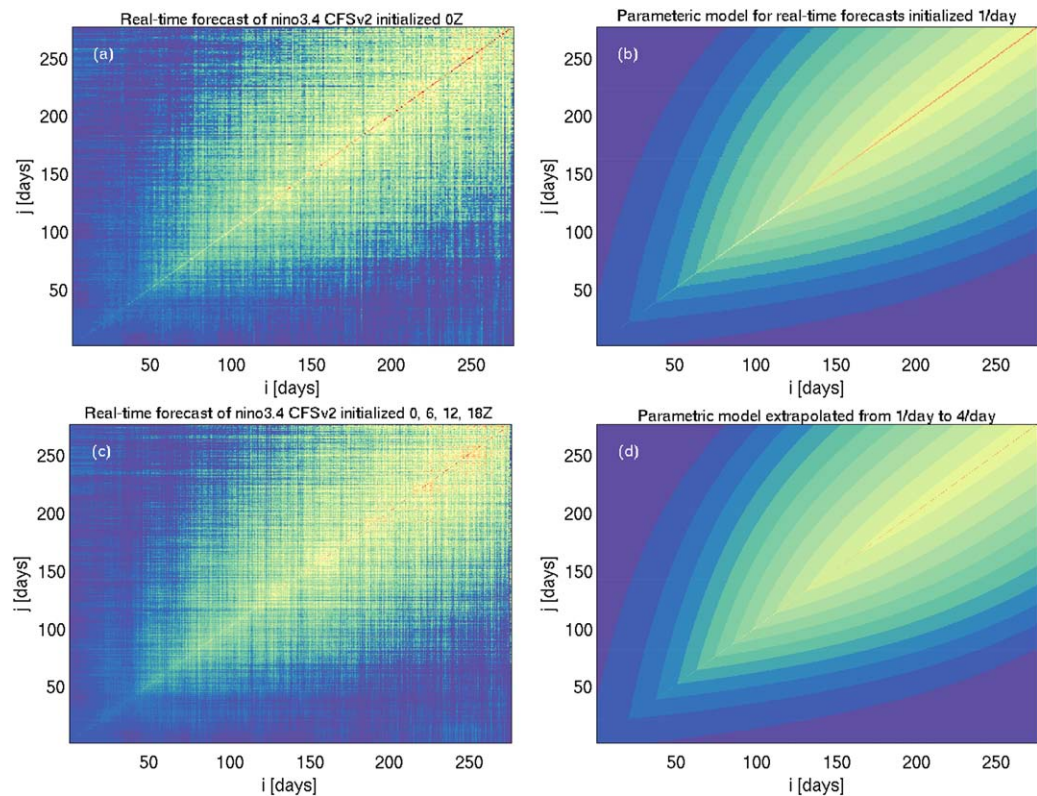 Real-time forecast of nino3.4 CFSv2 initialized 0Z
(a)
250
200
150
100
50
j [days]
50 100 150 200 250
i [days]
Parameteric model for real-time forecasts initialized 1/day
(b)
250
200
150
100
50
j [days]
50 100 150 200 250
i [days]
Real-time forecast of nino3.4 CFSv2 initialized 0, 6, 12, 18Z
(c)
250
200
150
100
50
j [days]
50 100 150 200 250
i [days]
Parametric model extrapolated from 1/day to 4/day
(d)
250
200
150
100
50
j [days]
50 100 150 200 250
i [days]